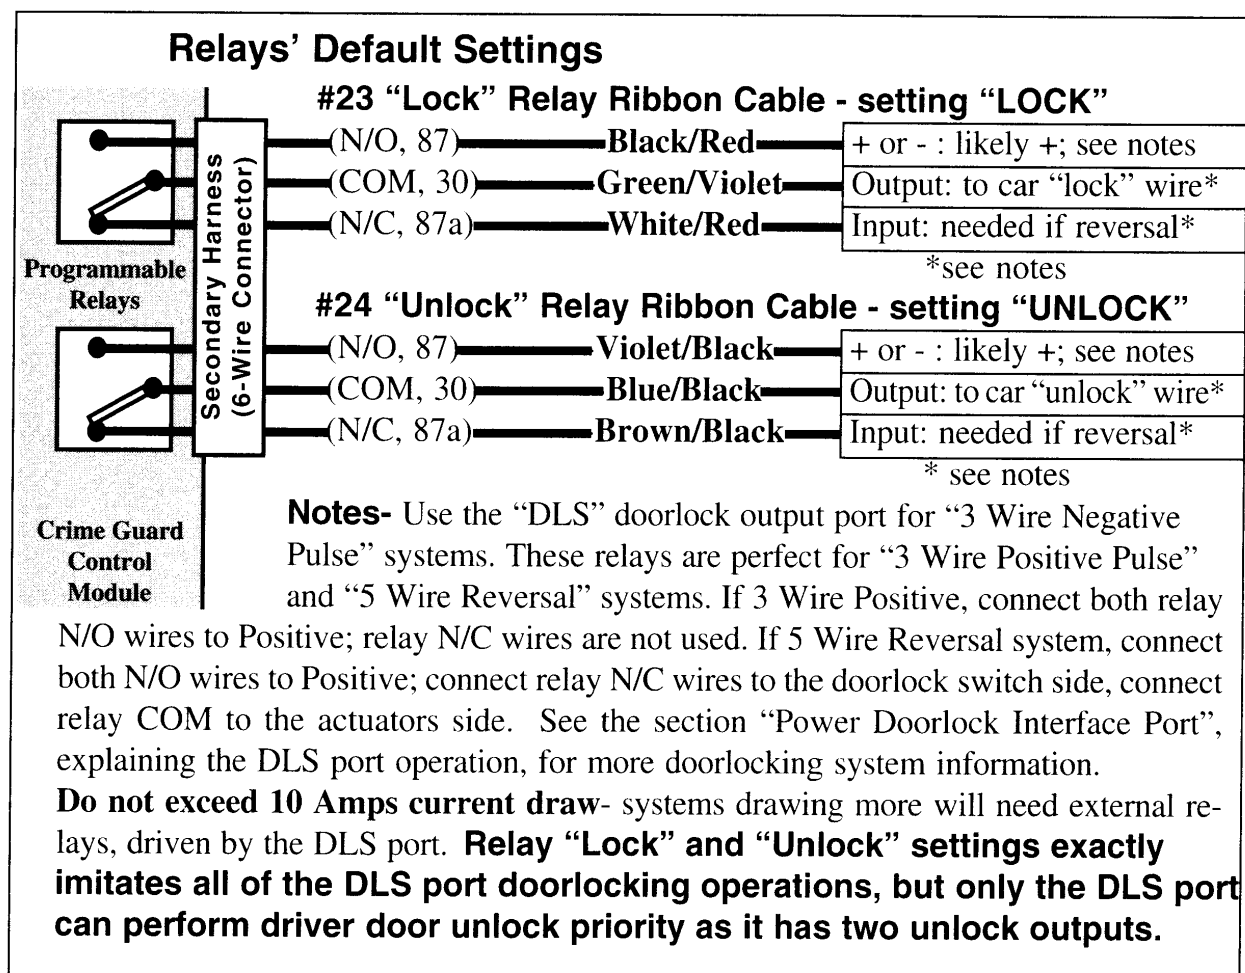 Relays’ Default Settings
#23 “Lock” Relay Ribbon Cable - setting “LOCK”
(N/O, 87) Black/Red + or - : likely +; see notes
(COM, 30) Green/Violet Output: to car “lock” wire*
(N/C, 87a) White/Red Input: needed if reversal*
*see notes
Programmable
Relays
Secondary Harness
(6-Wire Connector)
#24 “Unlock” Relay Ribbon Cable - setting “UNLOCK”
(N/O, 87) Violet/Black + or - : likely +; see notes
(COM, 30) Blue/Black Output: to car “unlock” wire*
(N/C, 87a) Brown/Black Input: needed if reversal*
* see notes
Crime Guard
Control
Module
Notes- Use the “DLS” doorlock output port for “3 Wire Negative
Pulse” systems. These relays are perfect for “3 Wire Positive Pulse”
and “5 Wire Reversal” systems. If 3 Wire Positive, connect both relay
N/O wires to Positive; relay N/C wires are not used. If 5 Wire Reversal system, connect
both N/O wires to Positive; connect relay N/C wires to the doorlock switch side, connect
relay COM to the actuators side. See the section “Power Doorlock Interface Port”,
explaining the DLS port operation, for more doorlocking system information.
Do not exceed 10 Amps current draw- systems drawing more will need external re-
lays, driven by the DLS port. Relay “Lock” and “Unlock” settings exactly
imitates all of the DLS port doorlocking operations, but only the DLS port
can perform driver door unlock priority as it has two unlock outputs.